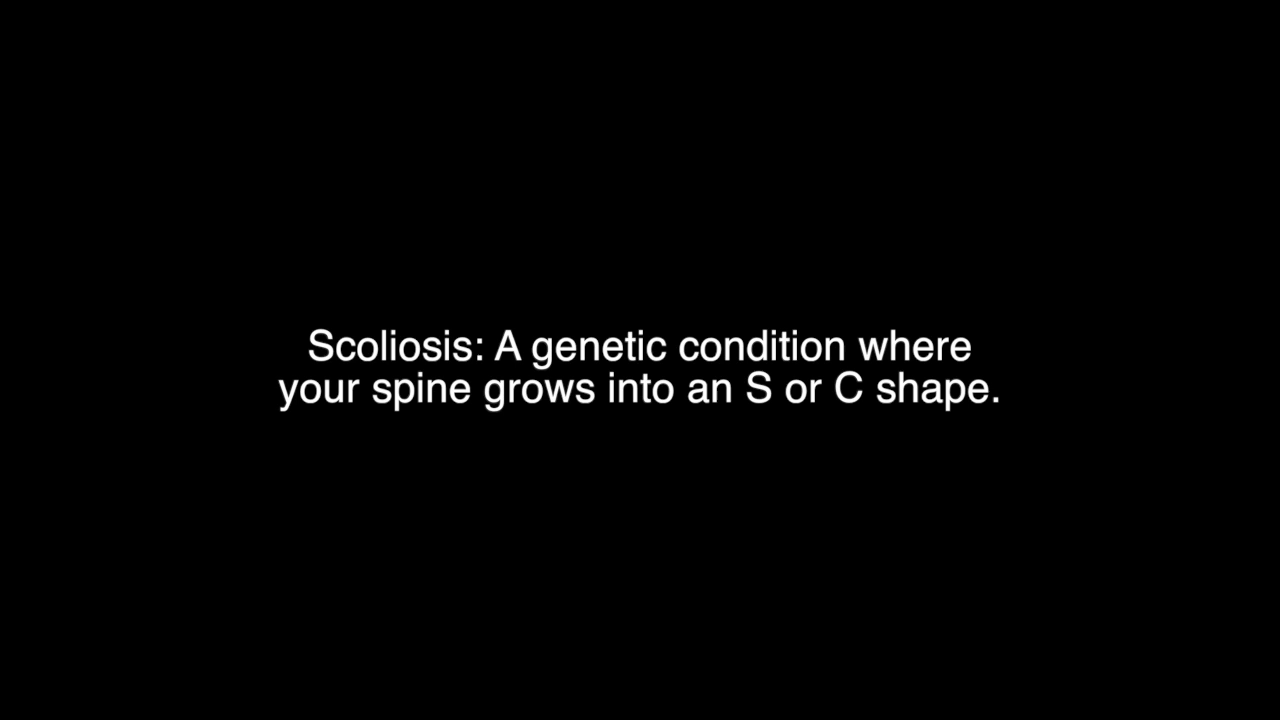 Scoliosis: A genetic condition where
your spine grows into an S or C shape.